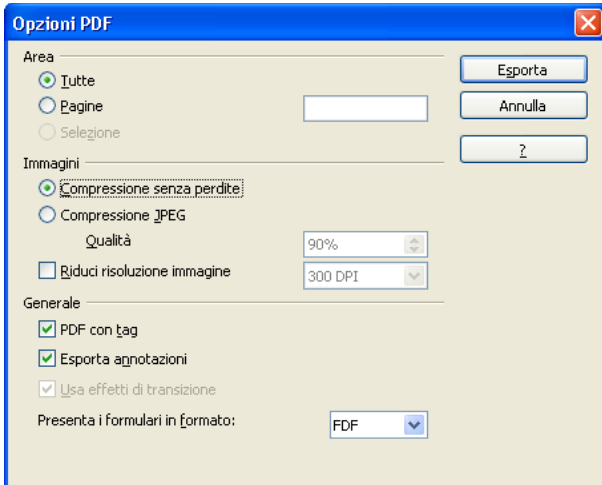 Opzioni PDF
Area
Tutte
Pagine
Selezione
Esporta
Annulla
?
Immagini
Compressione senza perdite
Compressione JPEG
Qualità
90%
Riduci risoluzione immagine
300 DPI
Generale
PDF con tag
Esporta annotazioni
Usa effetti di transizione
Presenta i formulari in formato:
FDF